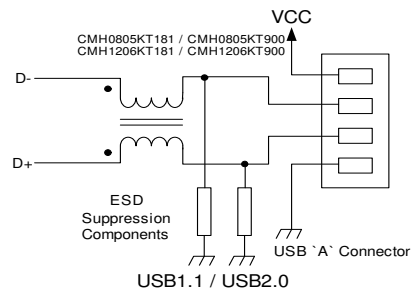 VCC
CMH0805KT181 / CMH0805KT900
CMH1206KT181 / CMH1206KT900
D-
D+
ESD
Suppression
Components
USB `A` Connector
USB1.1 / USB2.0